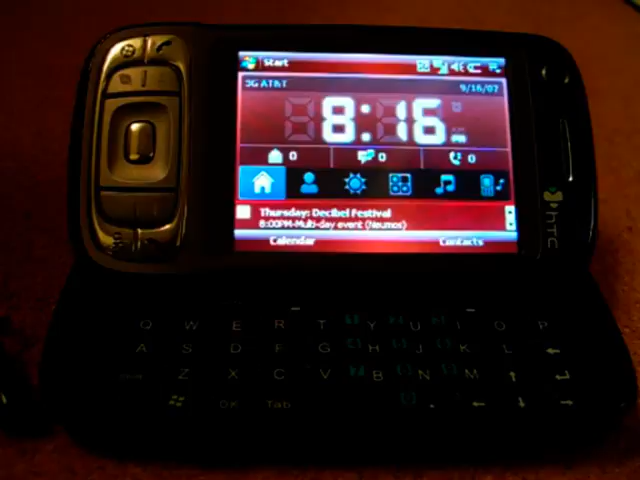 Start
3G AT&T 9/16/07
8:16
PM
0 0 0
Thursday: Decibel Festival
8:00PM-Multi-day event (Neumos)
Calendar Contacts
hTC
Q W E R T Y U I O P
A S D F G H J K L
Z X C V B N M
OK Tab